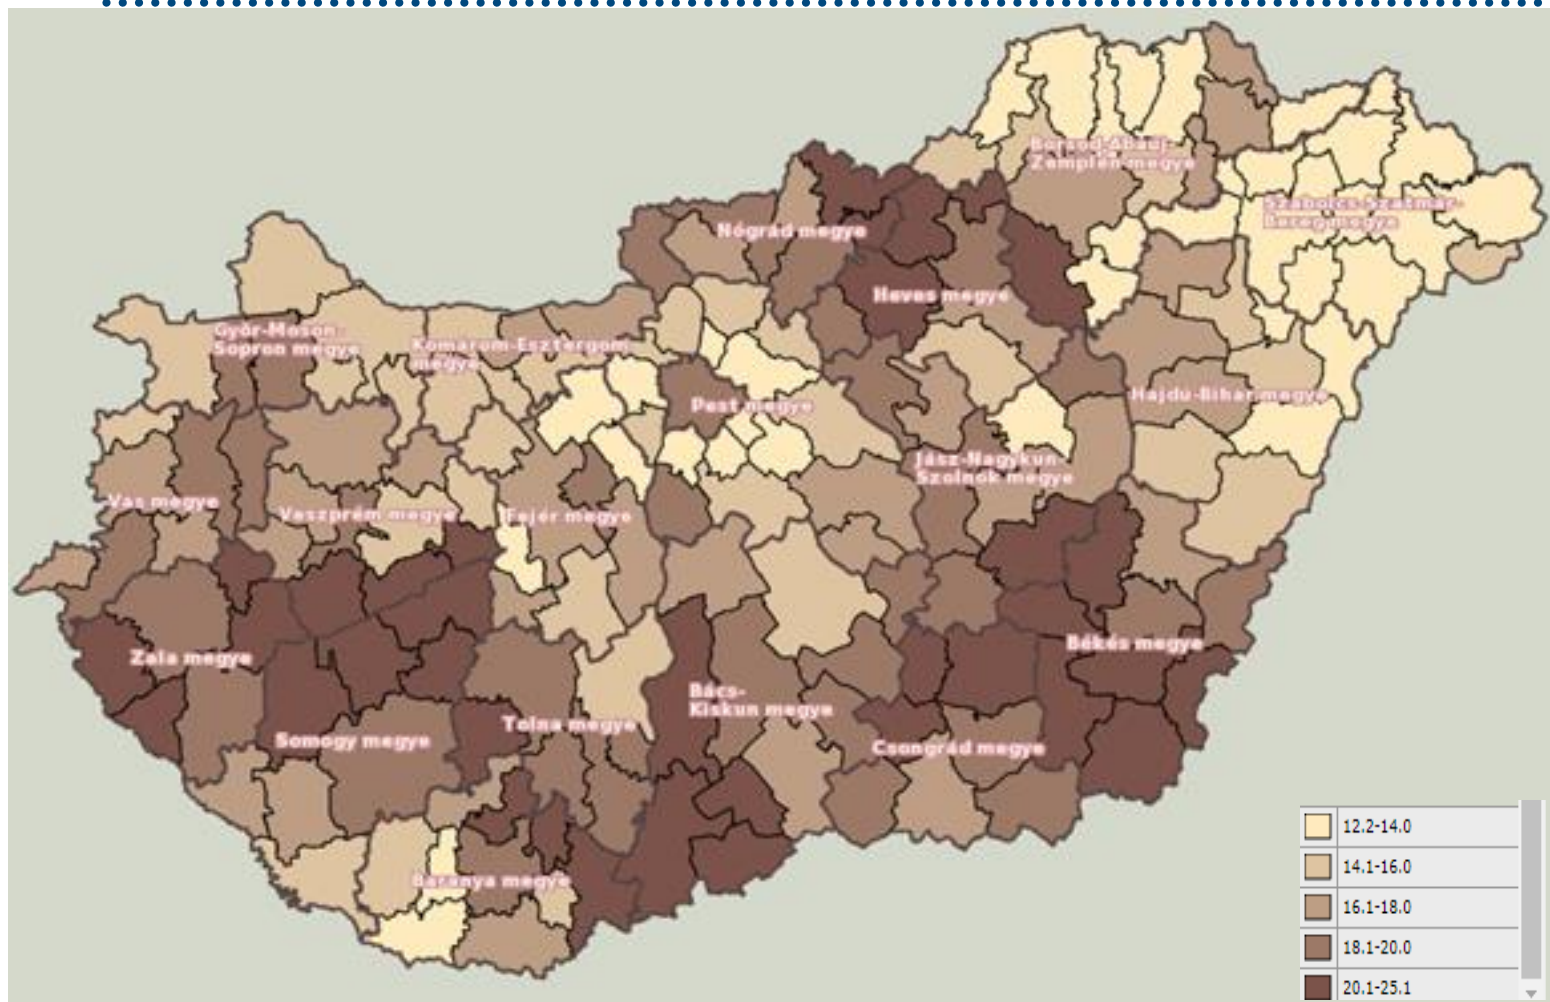 Borsod-Abaúj-
Zemplén megye
Szabolcs-Szatmár-
Bereg megye
Nógrád megye
Heves megye
Győr-Moson-
Sopron megye
Komárom-Esztergom
megye
Pest megye
Hajdu-Bihar megye
Jász-Nagykun-
Szolnok megye
Vas megye
Veszprém megye
Fejér megye
Zala megye
Békés megye
Bács-
Kiskun megye
Somogy megye
Tolna megye
Csongrád megye
Baranya megye
12.2-14.0
14.1-16.0
16.1-18.0
18.1-20.0
20.1-25.1